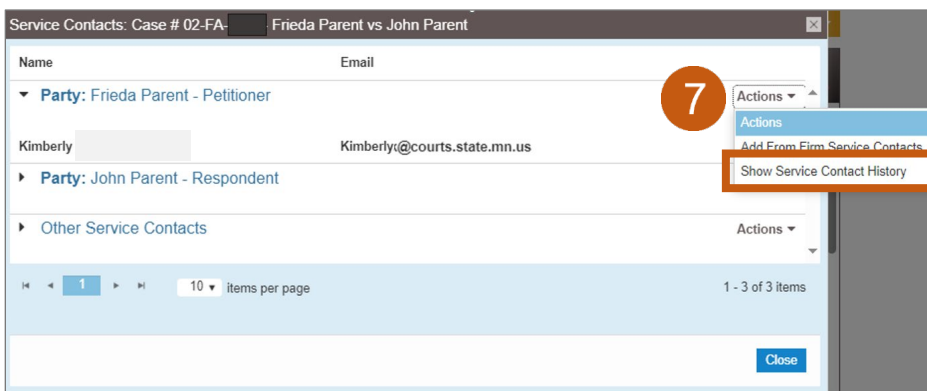 Service Contacts: Case # 02-FA- Frieda Parent vs John Parent
Name Email
Party: Frieda Parent - Petitioner
7
Actions
Actions
Add From Firm Service Contacts
Show Service Contact History
Kimberly Kimberly@courts.state.mn.us
Party: John Parent - Respondent
Other Service Contacts Actions
1 10 items per page 1 - 3 of 3 items
Close